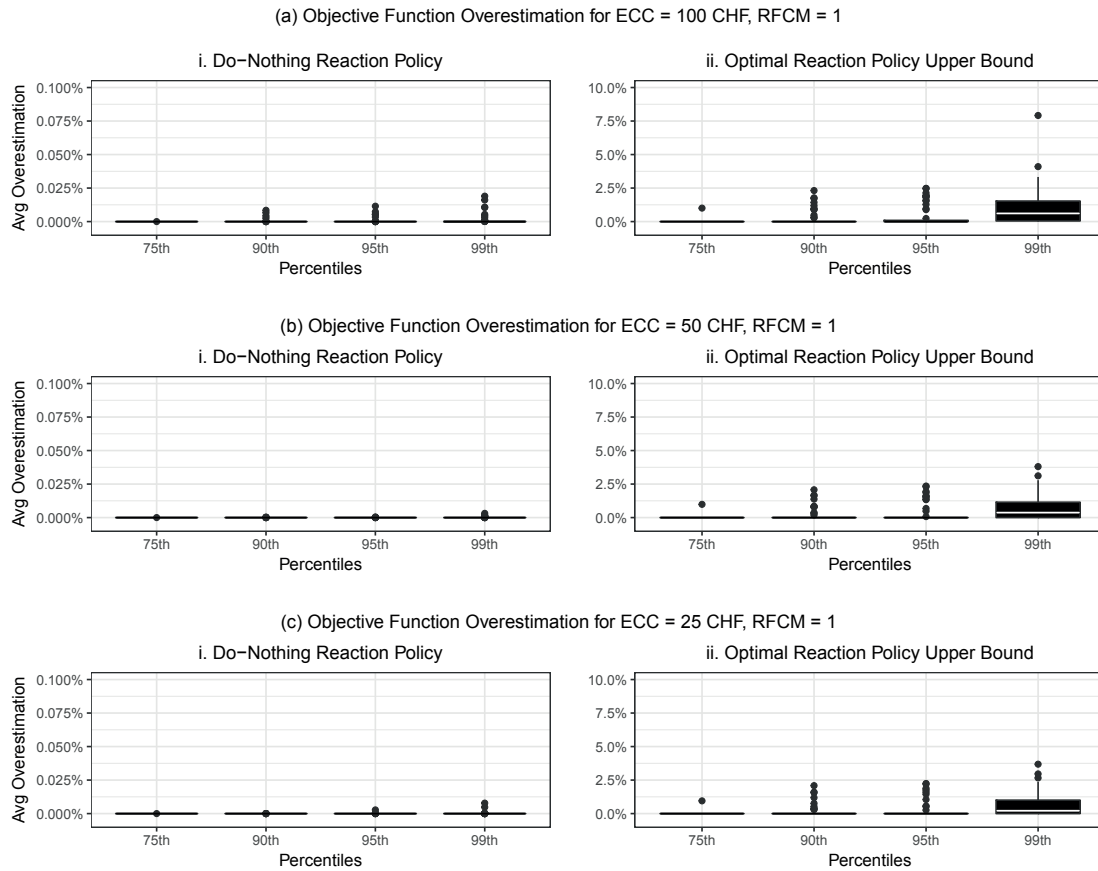 (a) Objective Function Overestimation for ECC = 100 CHF, RFCM = 1
i. Do−Nothing Reaction Policy
Avg Overestimation
0.100%
0.075%
0.050%
0.025%
0.000%
75th 90th 95th 99th
Percentiles
ii. Optimal Reaction Policy Upper Bound
10.0%
7.5%
5.0%
2.5%
0.0%
75th 90th 95th 99th
Percentiles
(b) Objective Function Overestimation for ECC = 50 CHF, RFCM = 1
i. Do−Nothing Reaction Policy
Avg Overestimation
0.100%
0.075%
0.050%
0.025%
0.000%
75th 90th 95th 99th
Percentiles
ii. Optimal Reaction Policy Upper Bound
10.0%
7.5%
5.0%
2.5%
0.0%
75th 90th 95th 99th
Percentiles
(c) Objective Function Overestimation for ECC = 25 CHF, RFCM = 1
i. Do−Nothing Reaction Policy
Avg Overestimation
0.100%
0.075%
0.050%
0.025%
0.000%
75th 90th 95th 99th
Percentiles
ii. Optimal Reaction Policy Upper Bound
10.0%
7.5%
5.0%
2.5%
0.0%
75th 90th 95th 99th
Percentiles